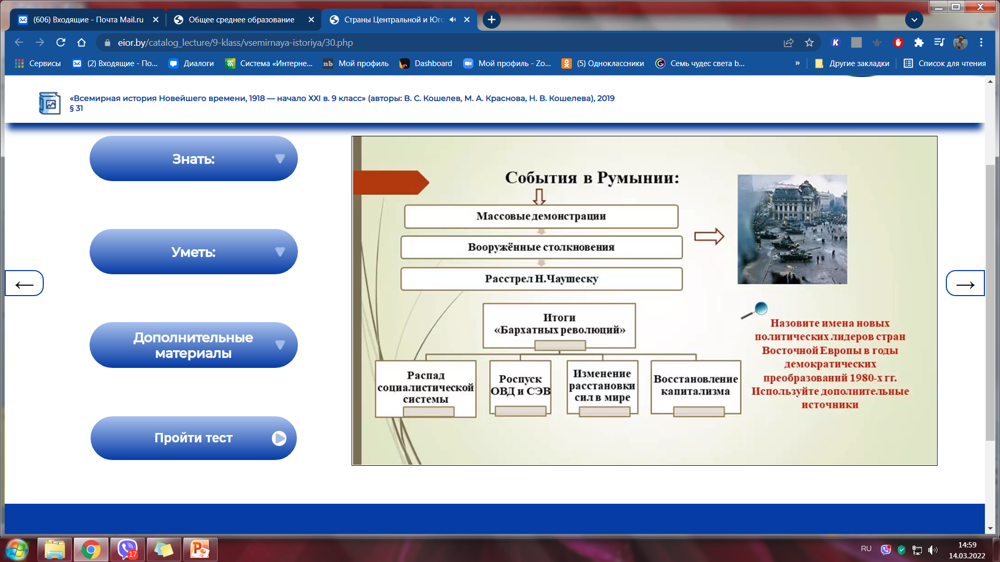 (606) Входящие - Почта Mail.ru
Общее среднее образование
Страны Центральной и Юго
eior.by/catalog_lecture/9-klass/vsemirnaya-istoriya/30.php
Сервисы
(2) Входящие - По...
Диалоги
Система «Интерне...
nb Мой профиль
Dashboard
Мой профиль - Zo...
(5) Одноклассники
Семь чудес света b...
»
Другие закладки
Список для чтения
«Всемирная история Новейшего времени, 1918 — начало XXI в. 9 класс» (авторы: В. С. Кошелев, М. А. Краснова, Н. В. Кошелева), 2019
§ 31
Знать:
Уметь:
Дополнительные
материалы
Пройти тест
События в Румынии:
Массовые демонстрации
Вооружённые столкновения
Расстрел Н.Чаушеску
Итоги
«Бархатных революций»
Распад
социалистической
системы
Роспуск
ОВД и СЭВ
Изменение
расстановки
сил в мире
Восстановление
капитализма
Назовите имена новых
политических лидеров стран
Восточной Европы в годы
демократических
преобразований 1980-х гг.
Используйте дополнительные
источники
17
RU
14:59
14.03.2022